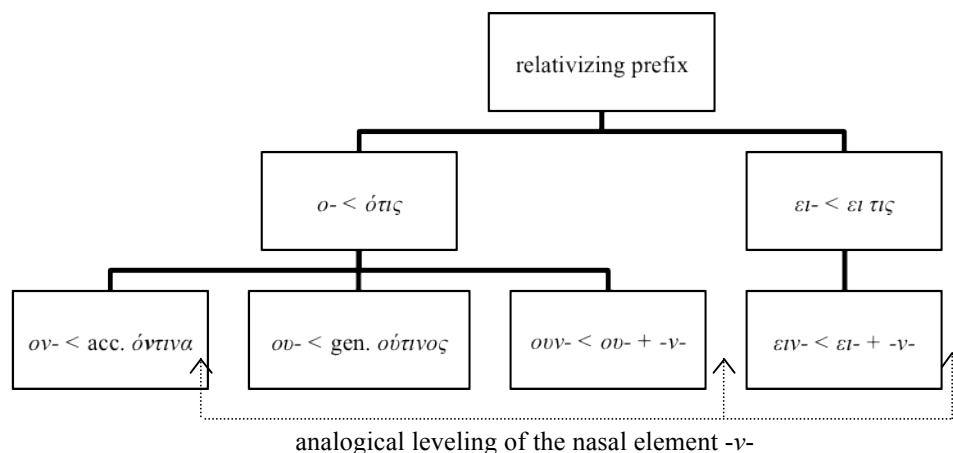 relativizing prefix
ο- < ότις
ει- < ει τις
ον- < acc. όντινα
ου- < gen. ούτινος
ουν- < ου- + -ν-
ειν- < ει- + -ν-
analogical leveling of the nasal element -ν-